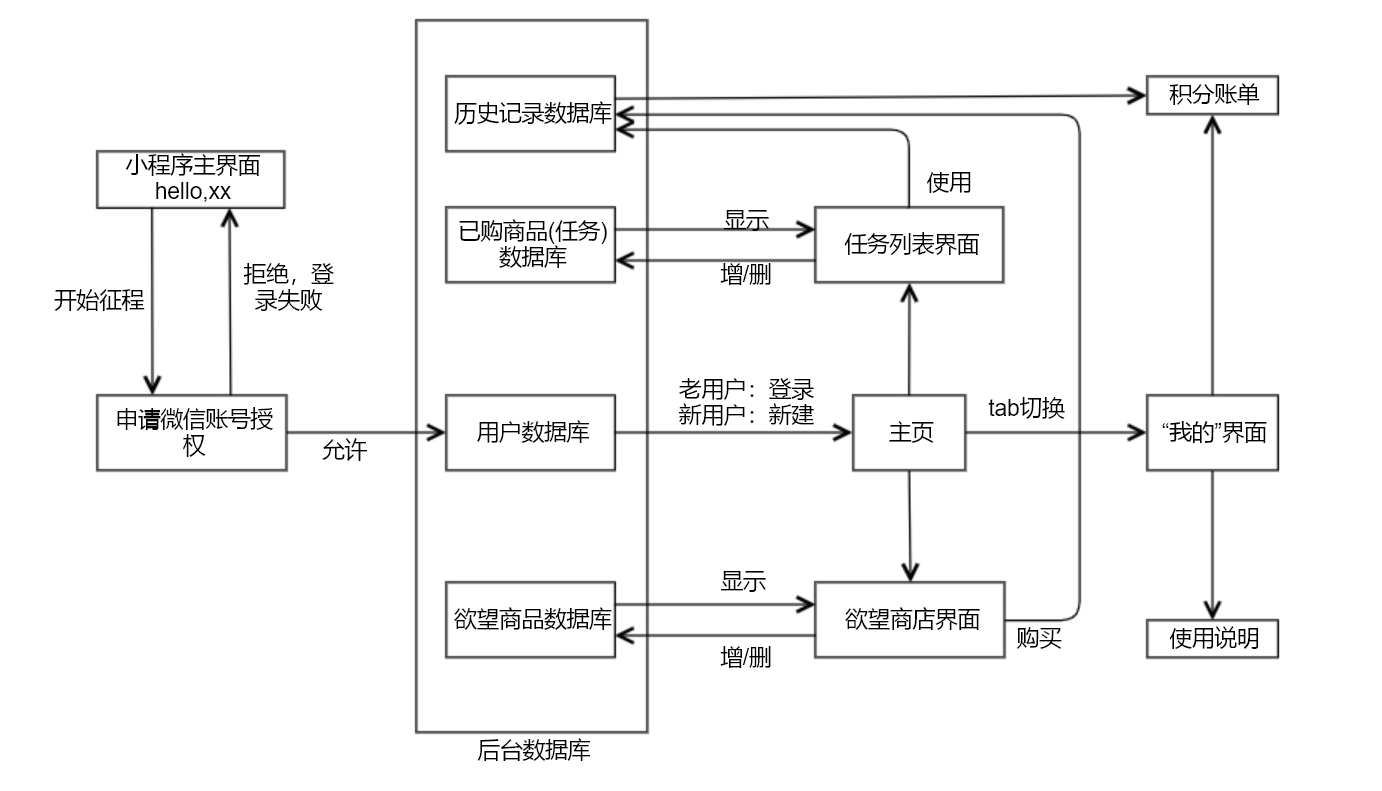 历史记录数据库
积分账单
小程序主界面
hello,xx
使用
已购商品(任务)
数据库
显示
增/删
任务列表界面
开始征程
拒绝，登
录失败
申请微信账号授
权
允许
用户数据库
老用户：登录
新用户：新建
主页
tab切换
“我的”界面
欲望商品数据库
显示
增/删
欲望商店界面
购买
使用说明
后台数据库